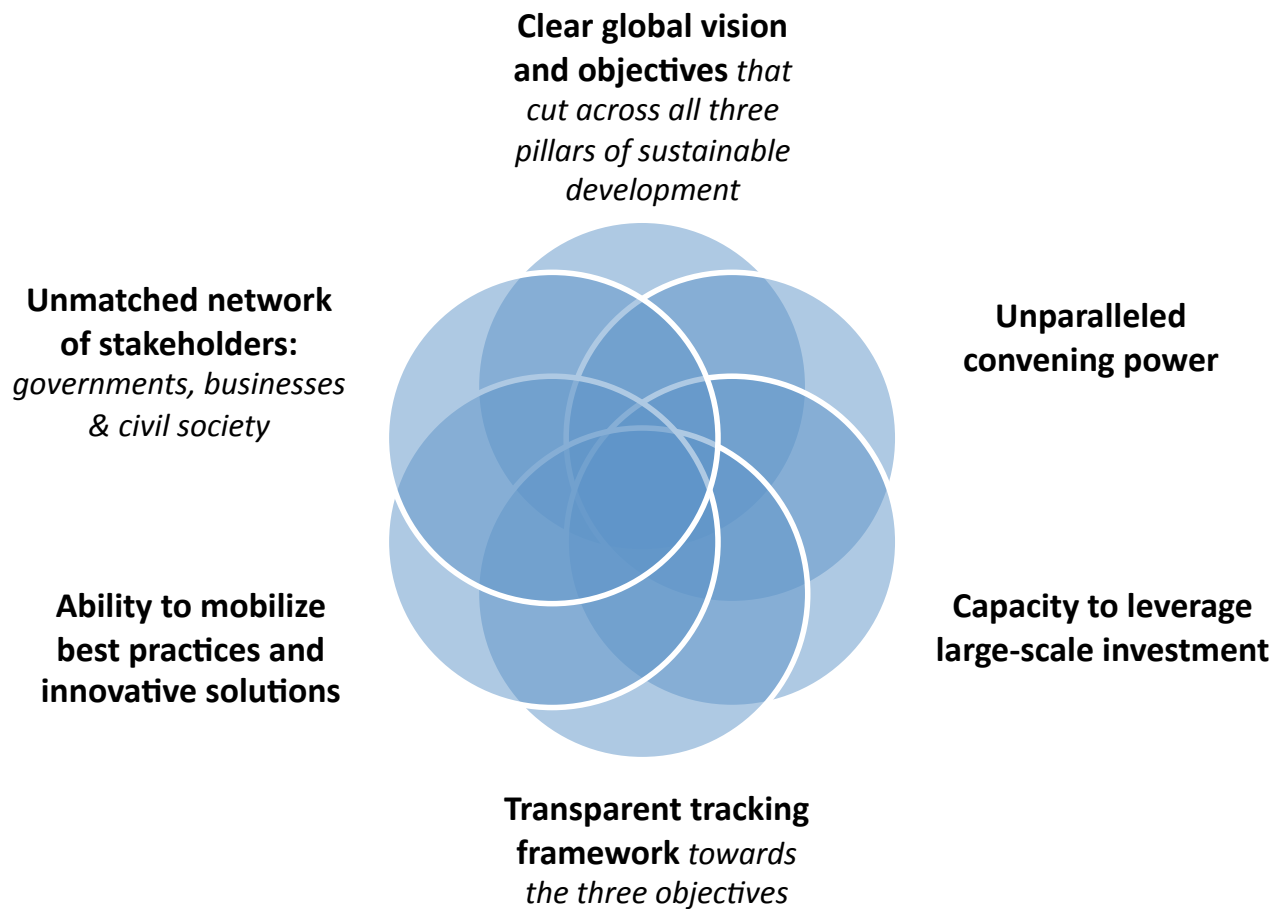 Clear global vision
and objectives that
cut across all three
pillars of sustainable
development
Unparalleled
convening power
Capacity to leverage
large-scale investment
Transparent tracking
framework towards
the three objectives
Ability to mobilize
best practices and
innovative solutions
Unmatched network
of stakeholders:
governments, businesses
& civil society